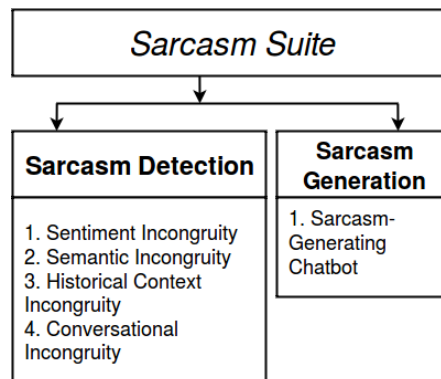 Sarcasm Suite
Sarcasm Detection
1. Sentiment Incongruity
2. Semantic Incongruity
3. Historical Context
Incongruity
4. Conversational
Incongruity
Sarcasm
Generation
1. Sarcasm-
Generating
Chatbot